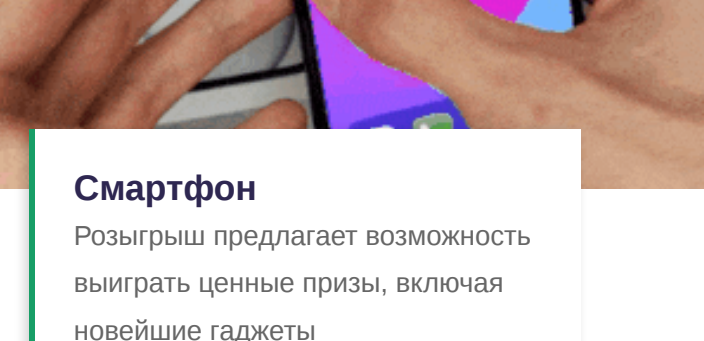 Смартфон
Розыгрыш предлагает возможность
выиграть ценные призы, включая
новейшие гаджеты